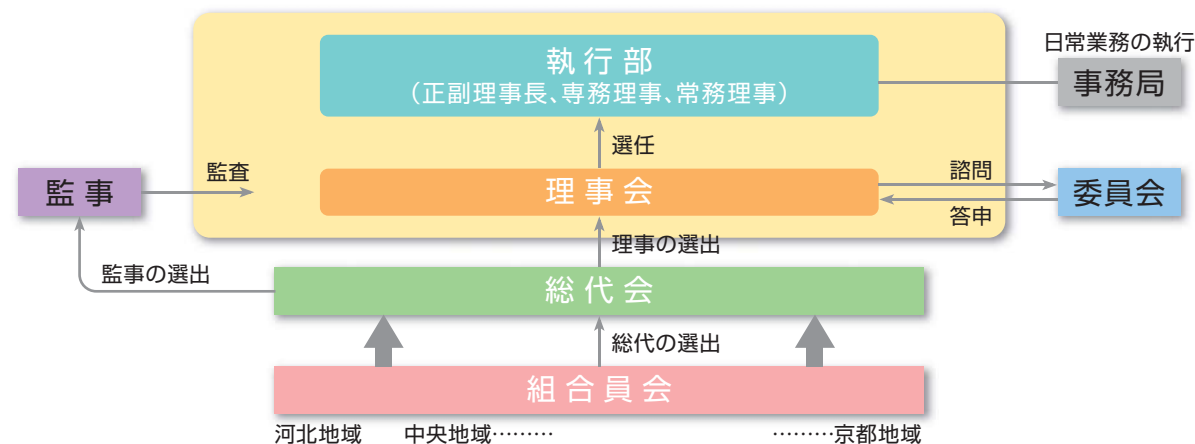 執行部
(正副理事長、専務理事、常務理事)
日常業務の執行
事務局
選任
監事
監査
理事会
諮問
答申
委員会
理事の選出
監事の選出
総代会
総代の選出
組合員会
河北地域 中央地域……… ………京都地域